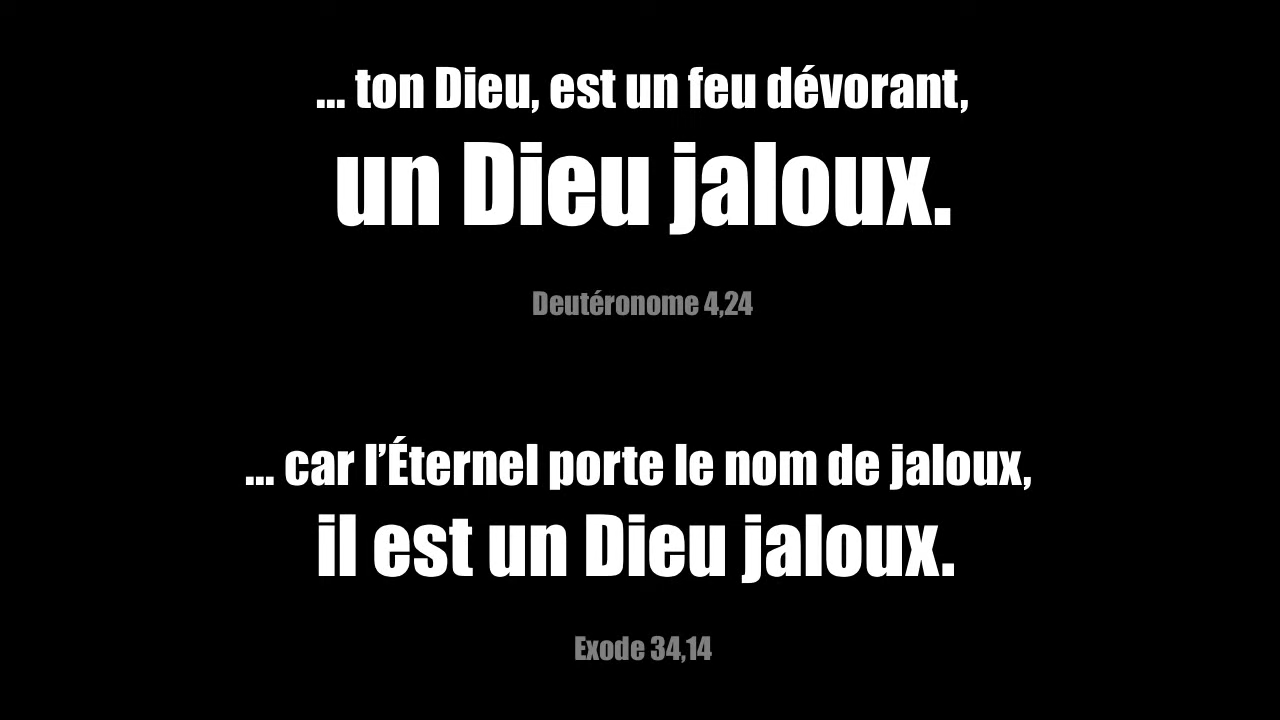 ... ton Dieu, est un feu dévorant,
un Dieu jaloux.
Deutéronome 4,24
... car l’Éternel porte le nom de jaloux,
il est un Dieu jaloux.
Exode 34,14